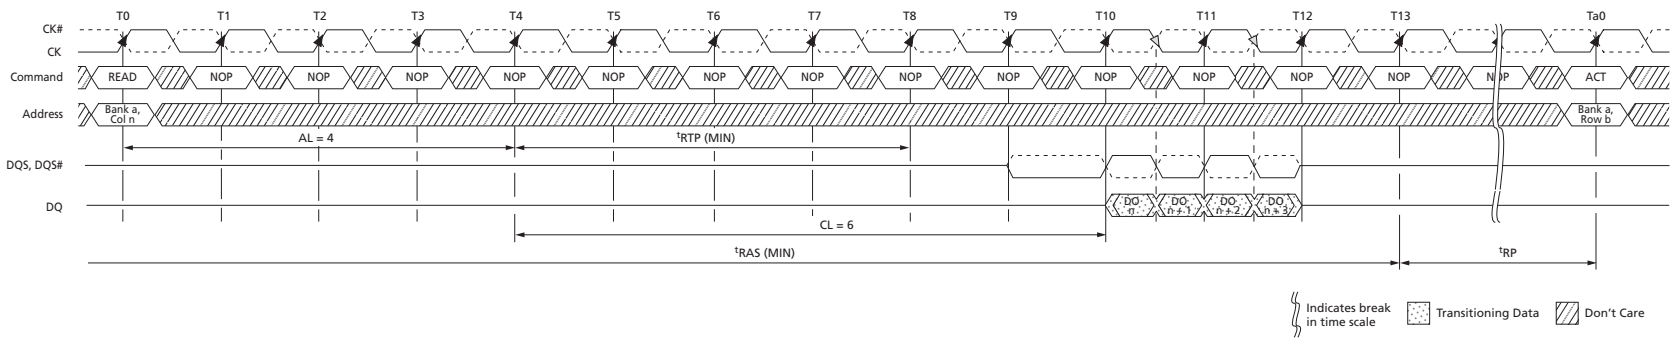 T0 T1 T2 T3 T4 T5 T6 T7 T8 T9 T10 T11 T12 T13 Ta0
CK#
CK
Command READ NOP NOP NOP NOP NOP NOP NOP NOP NOP NOP NOP NOP NOP NOP ACT
Address Bank a, Col n Bank a, Row b
AL = 4 tRTP (MIN)
DQS, DQS#
DQ DO n DO n + 1 DO n + 2 DO n + 3
CL = 6
tRAS (MIN) tRP
Indicates break in time scale Transitioning Data Don't Care